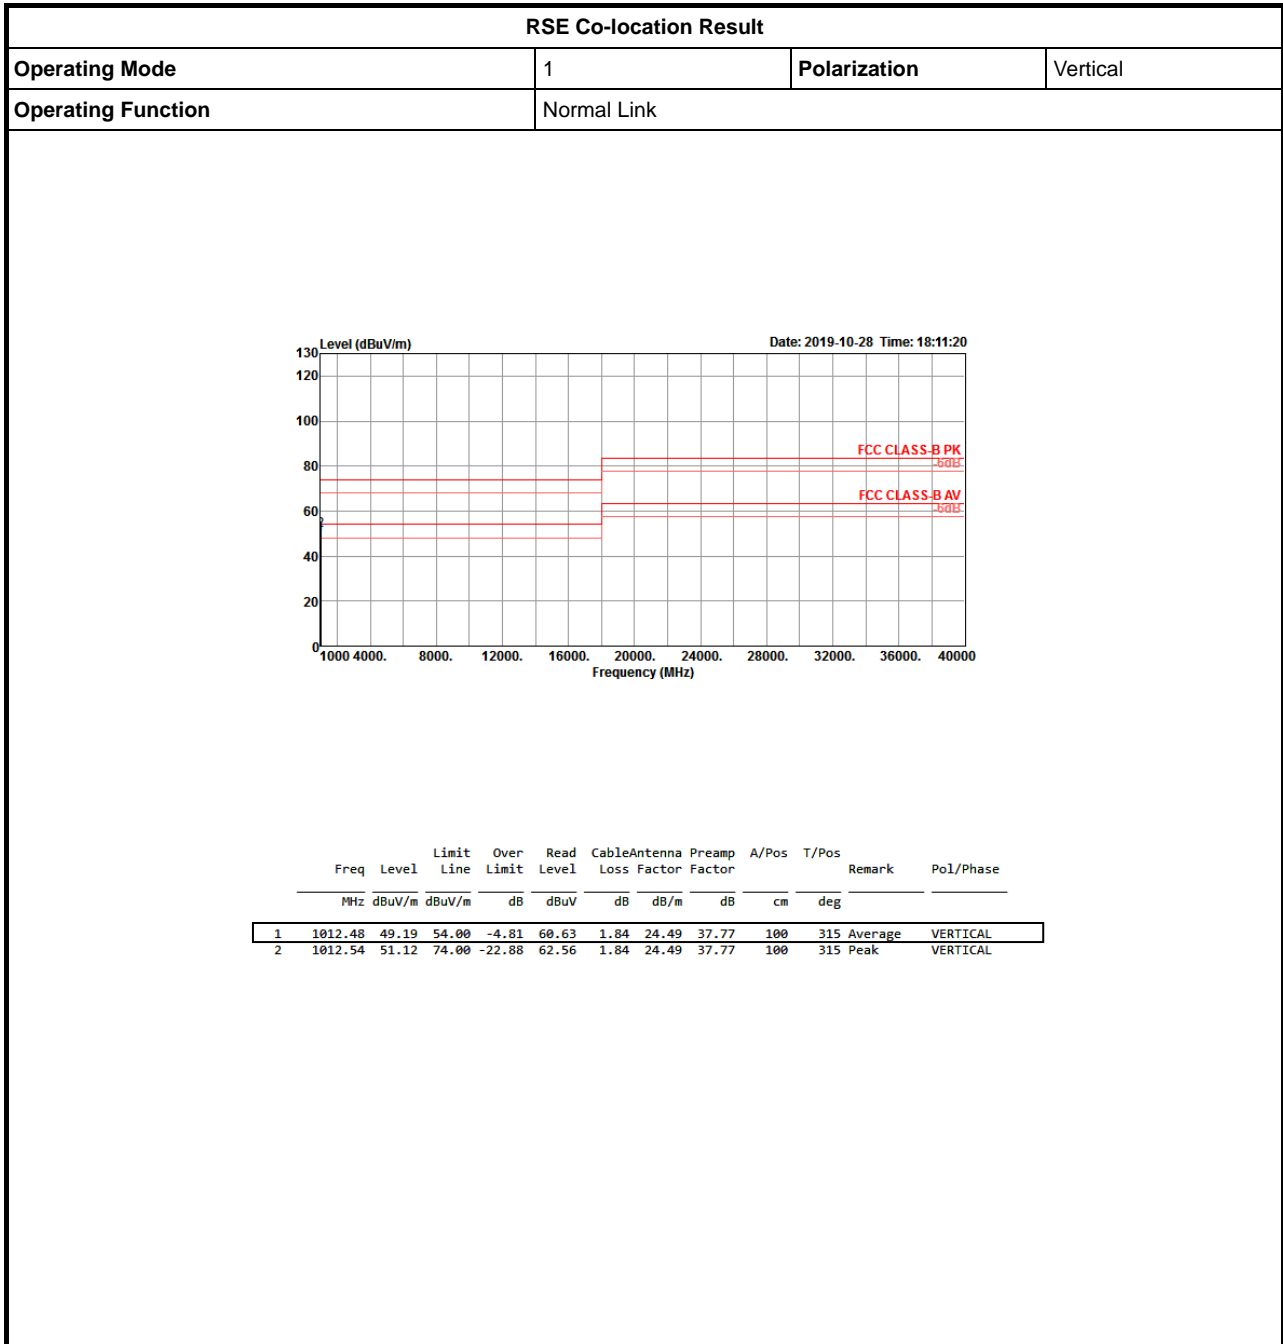 RSE Co-location Result
Operating Mode 1 Polarization Vertical
Operating Function Normal Link
Level (dBuV/m) Date: 2019-10-28 Time: 18:11:20
130
120
100
FCC CLASS-B PK
80 -6dB
FCC CLASS-B AV
60 -6dB
2
40
20
0
1000 4000. 8000. 12000. 16000. 20000. 24000. 28000. 32000. 36000. 40000
Frequency (MHz)
Limit Over Read CableAntenna Preamp A/Pos T/Pos
Freq Level Line Limit Level Loss Factor Factor Remark Pol/Phase
MHz dBuV/m dBuV/m dB dBuV dB dB/m dB cm deg
1 1012.48 49.19 54.00 -4.81 60.63 1.84 24.49 37.77 100 315 Average VERTICAL
2 1012.54 51.12 74.00 -22.88 62.56 1.84 24.49 37.77 100 315 Peak VERTICAL